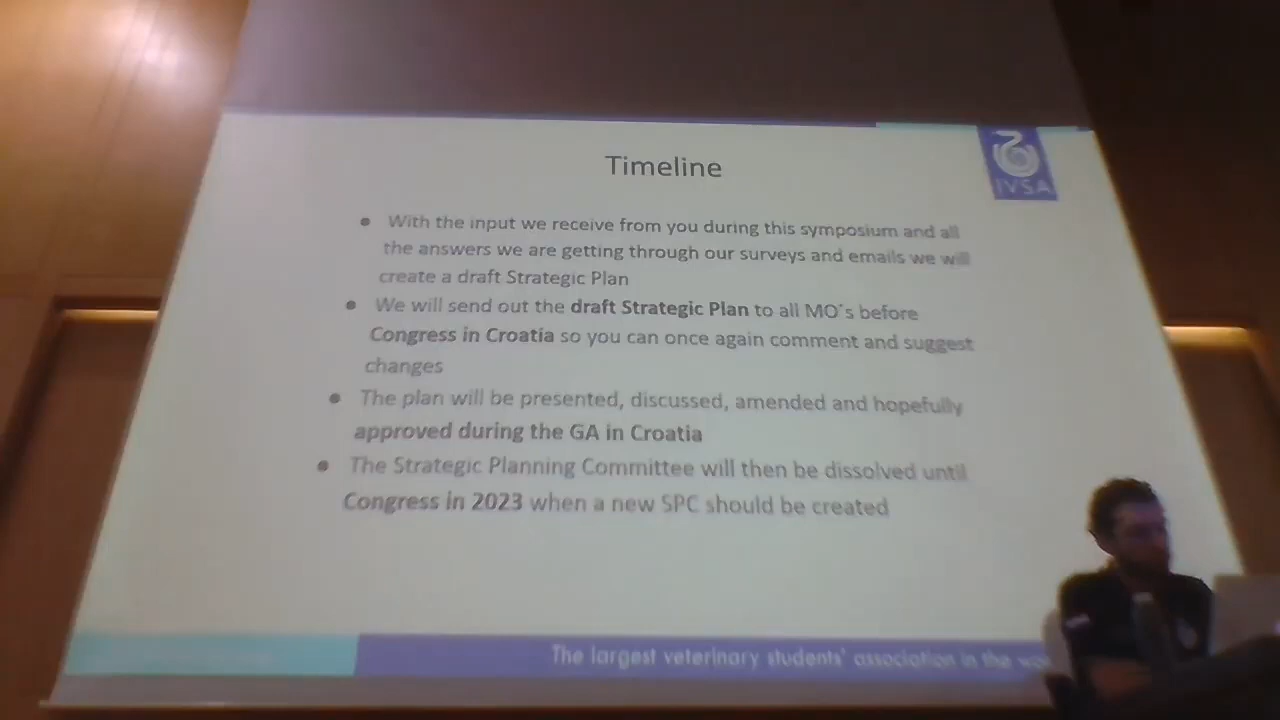 Timeline
IVSA
With the input we receive from you during this symposium and all
the answers we are getting through our surveys and emails we will
create a draft Strategic Plan
We will send out the draft Strategic Plan to all MO´s before
Congress in Croatia so you can once again comment and suggest
changes
The plan will be presented, discussed, amended and hopefully
approved during the GA in Croatia
The Strategic Planning Committee will then be dissolved until
Congress in 2023 when a new SPC should be created
The largest veterinary students' association in the